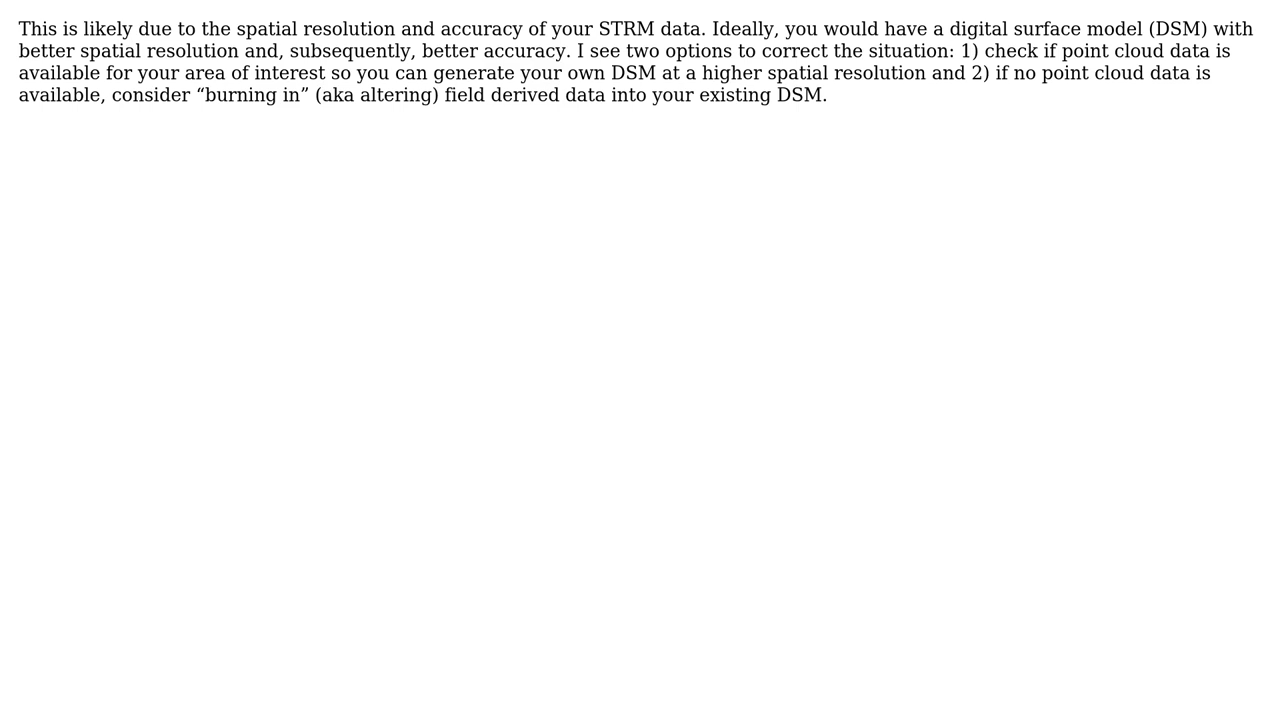 This is likely due to the spatial resolution and accuracy of your STRM data. Ideally, you would have a digital surface model (DSM) with
better spatial resolution and, subsequently, better accuracy. I see two options to correct the situation: 1) check if point cloud data is
available for your area of interest so you can generate your own DSM at a higher spatial resolution and 2) if no point cloud data is
available, consider “burning in” (aka altering) field derived data into your existing DSM.